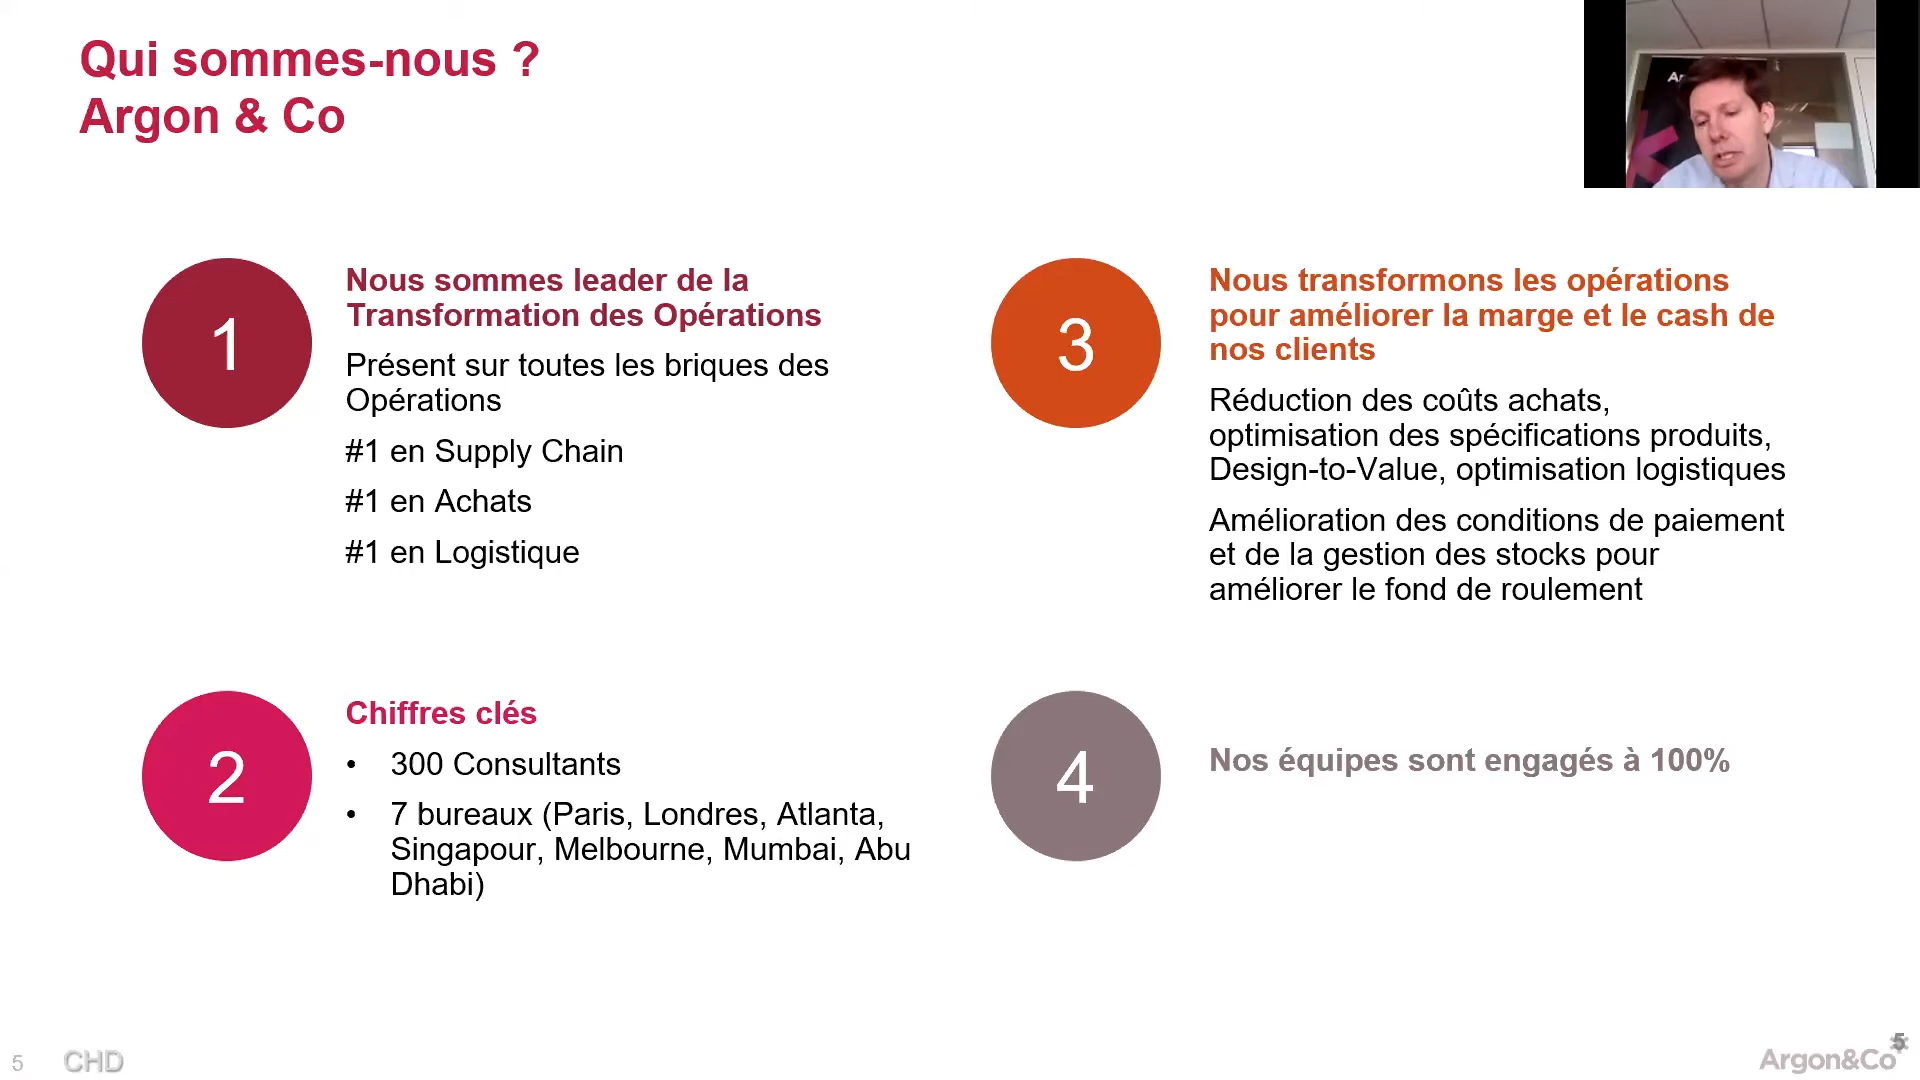 Qui sommes-nous ?
Argon & Co
1
Nous sommes leader de la
Transformation des Opérations
Présent sur toutes les briques des
Opérations
#1 en Supply Chain
#1 en Achats
#1 en Logistique
2
Chiffres clés
• 300 Consultants
• 7 bureaux (Paris, Londres, Atlanta,
Singapour, Melbourne, Mumbai, Abu
Dhabi)
3
Nous transformons les opérations
pour améliorer la marge et le cash de
nos clients
Réduction des coûts achats,
optimisation des spécifications produits,
Design-to-Value, optimisation logistiques
Amélioration des conditions de paiement
et de la gestion des stocks pour
améliorer le fond de roulement
4
Nos équipes sont engagés à 100%
5
CHD
Argon&Co
5